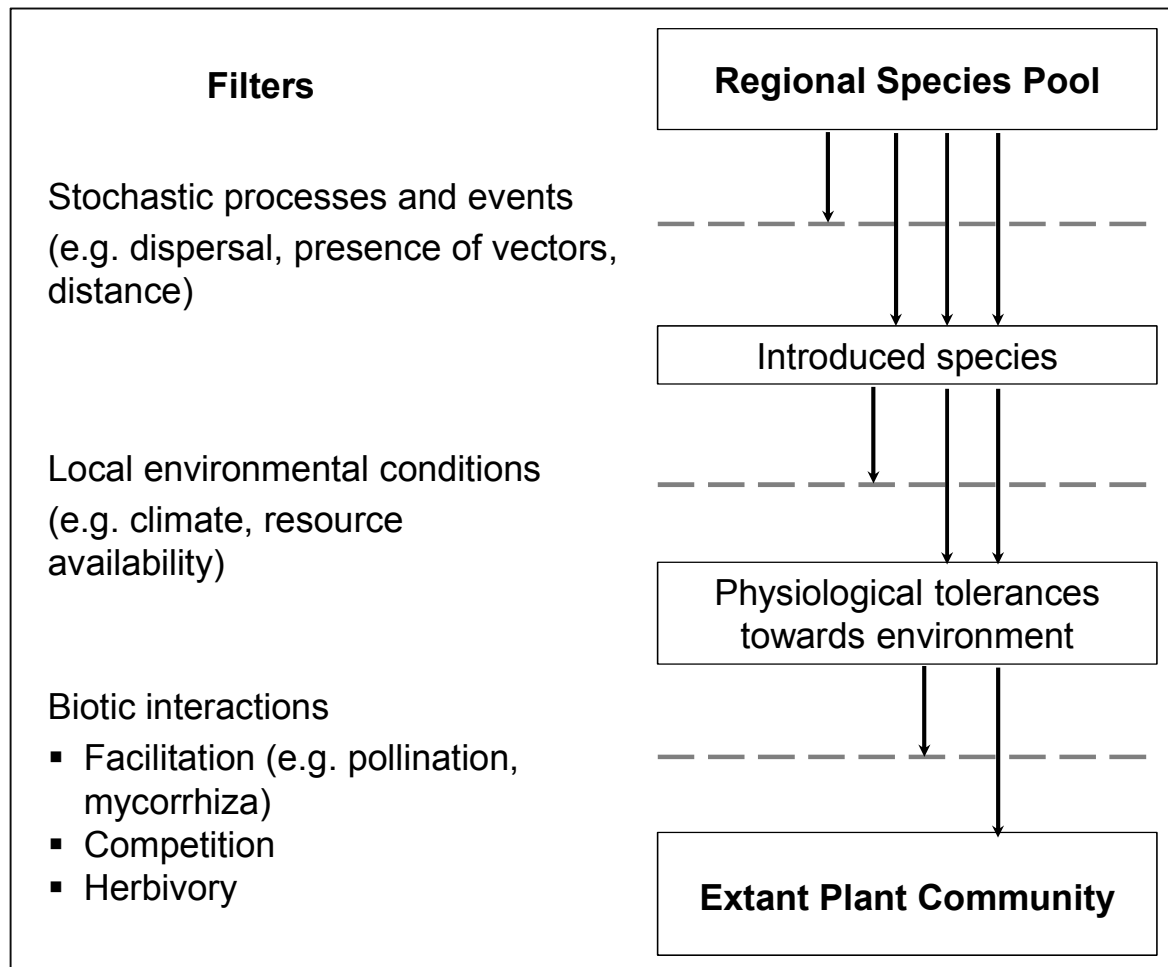 Filters
Regional Species Pool
Stochastic processes and events
(e.g. dispersal, presence of vectors,
distance)
Introduced species
Local environmental conditions
(e.g. climate, resource
availability)
Physiological tolerances
towards environment
Biotic interactions
▪ Facilitation (e.g. pollination,
mycorrhiza)
▪ Competition
▪ Herbivory
Extant Plant Community